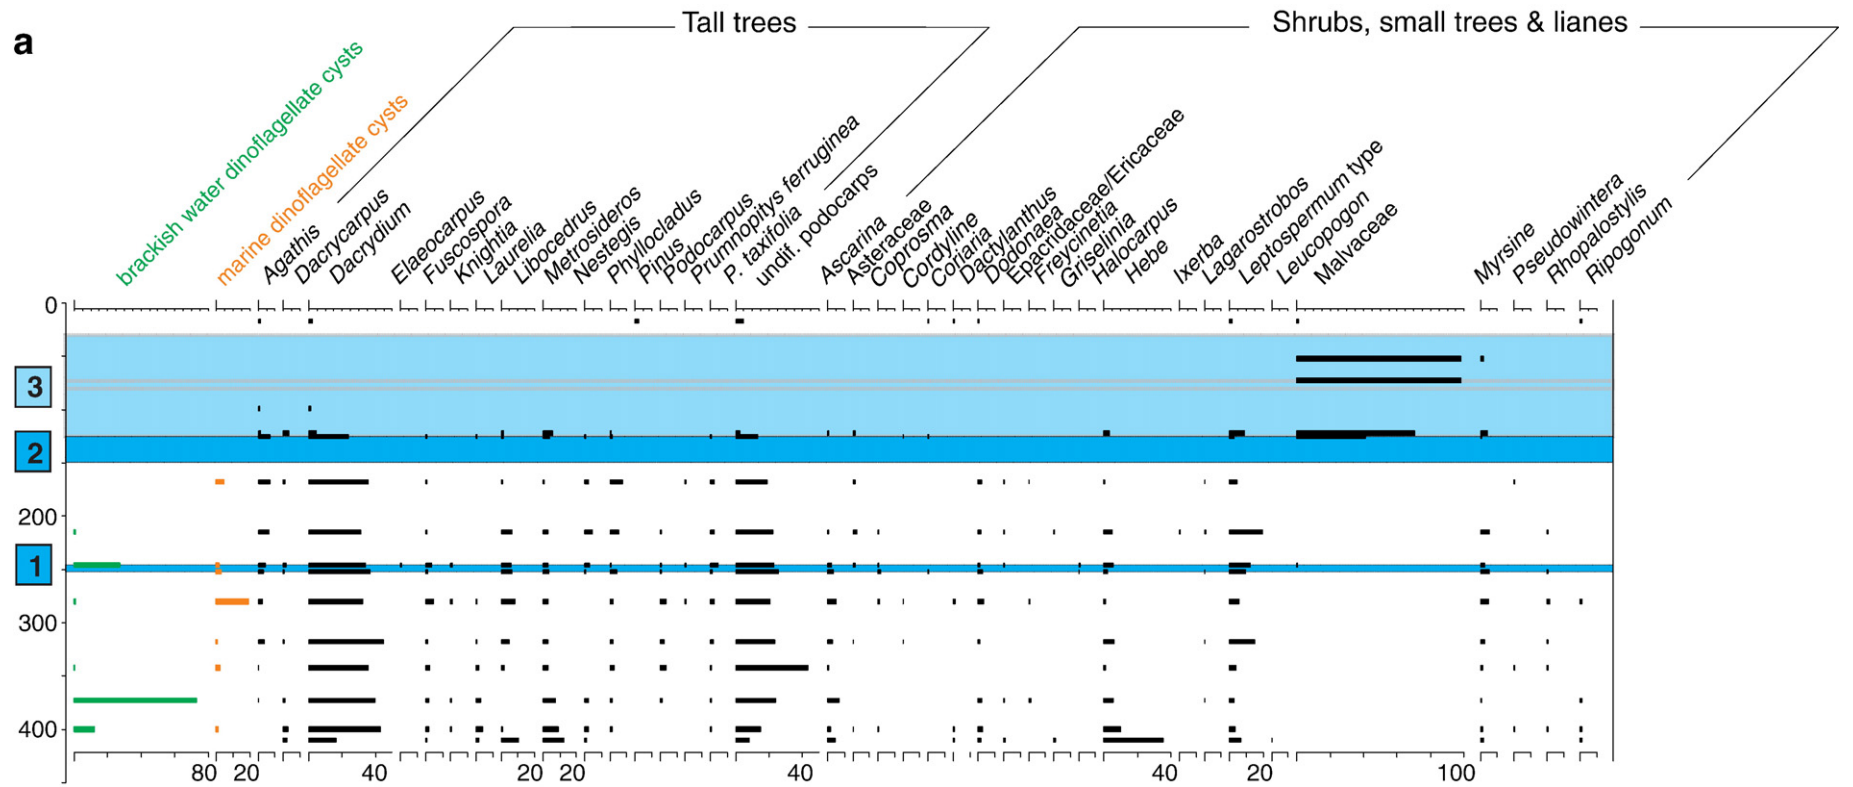 a
Tall trees
Shrubs, small trees & lianes
brackish water dinoflagellate cysts
marine dinoflagellate cysts
Agathis
Dacrycarpus
Dacrydium
Elaeocarpus
Fuscospora
Knightia
Laurelia
Libocedrus
Metrosideros
Nestegis
Phyllocladus
Pinus
Podocarpus
Prumnopitys ferruginea
P. taxifolia
undif. podocarps
Ascarina
Asteraceae
Coprosma
Cordyline
Coriaria
Dactylanthus
Dodonaea
Epacridaceae/Ericaceae
Freycinetia
Griselinia
Halocarpus
Hebe
Ixerba
Lagarostrobos
Leptospermum type
Leucopogon
Malvaceae
Myrsine
Pseudowintera
Rhopalostylis
Ripogonum
0
3
2
200
1
300
400
80 20 40 20 20 40 40 20 100